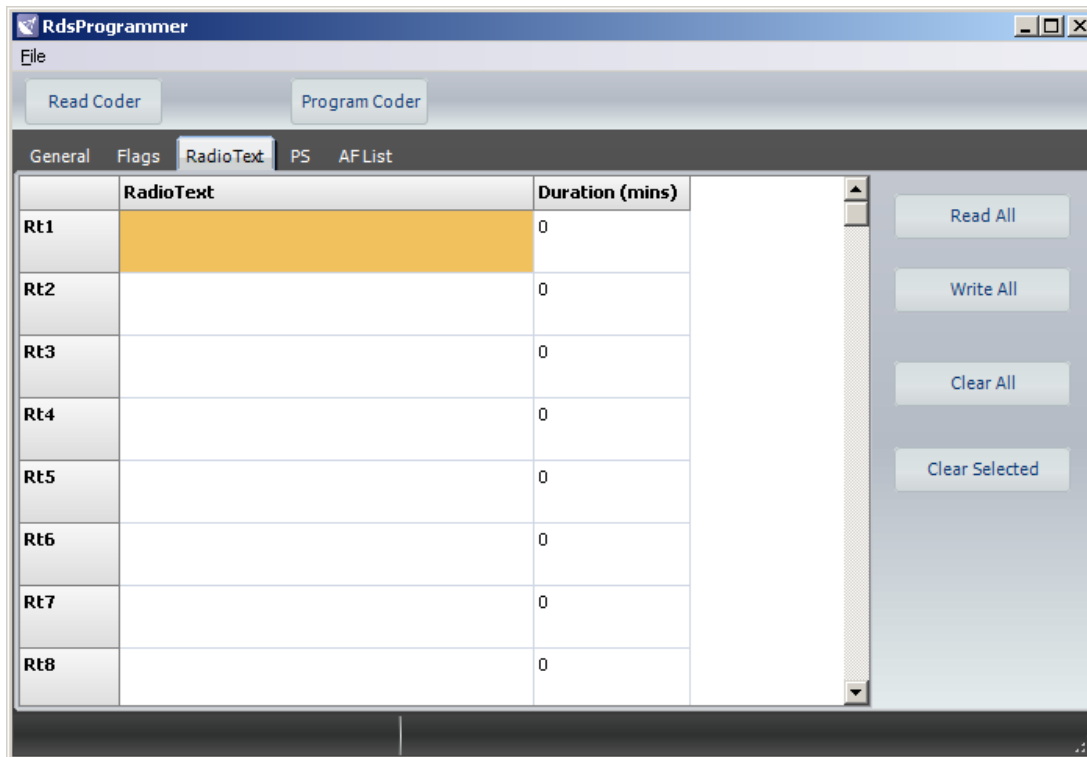 RdsProgrammer
File
Read Coder Program Coder
General Flags RadioText PS AF List
RadioText Duration (mins)
Rt1 0
Rt2 0
Rt3 0
Rt4 0
Rt5 0
Rt6 0
Rt7 0
Rt8 0
Read All
Write All
Clear All
Clear Selected